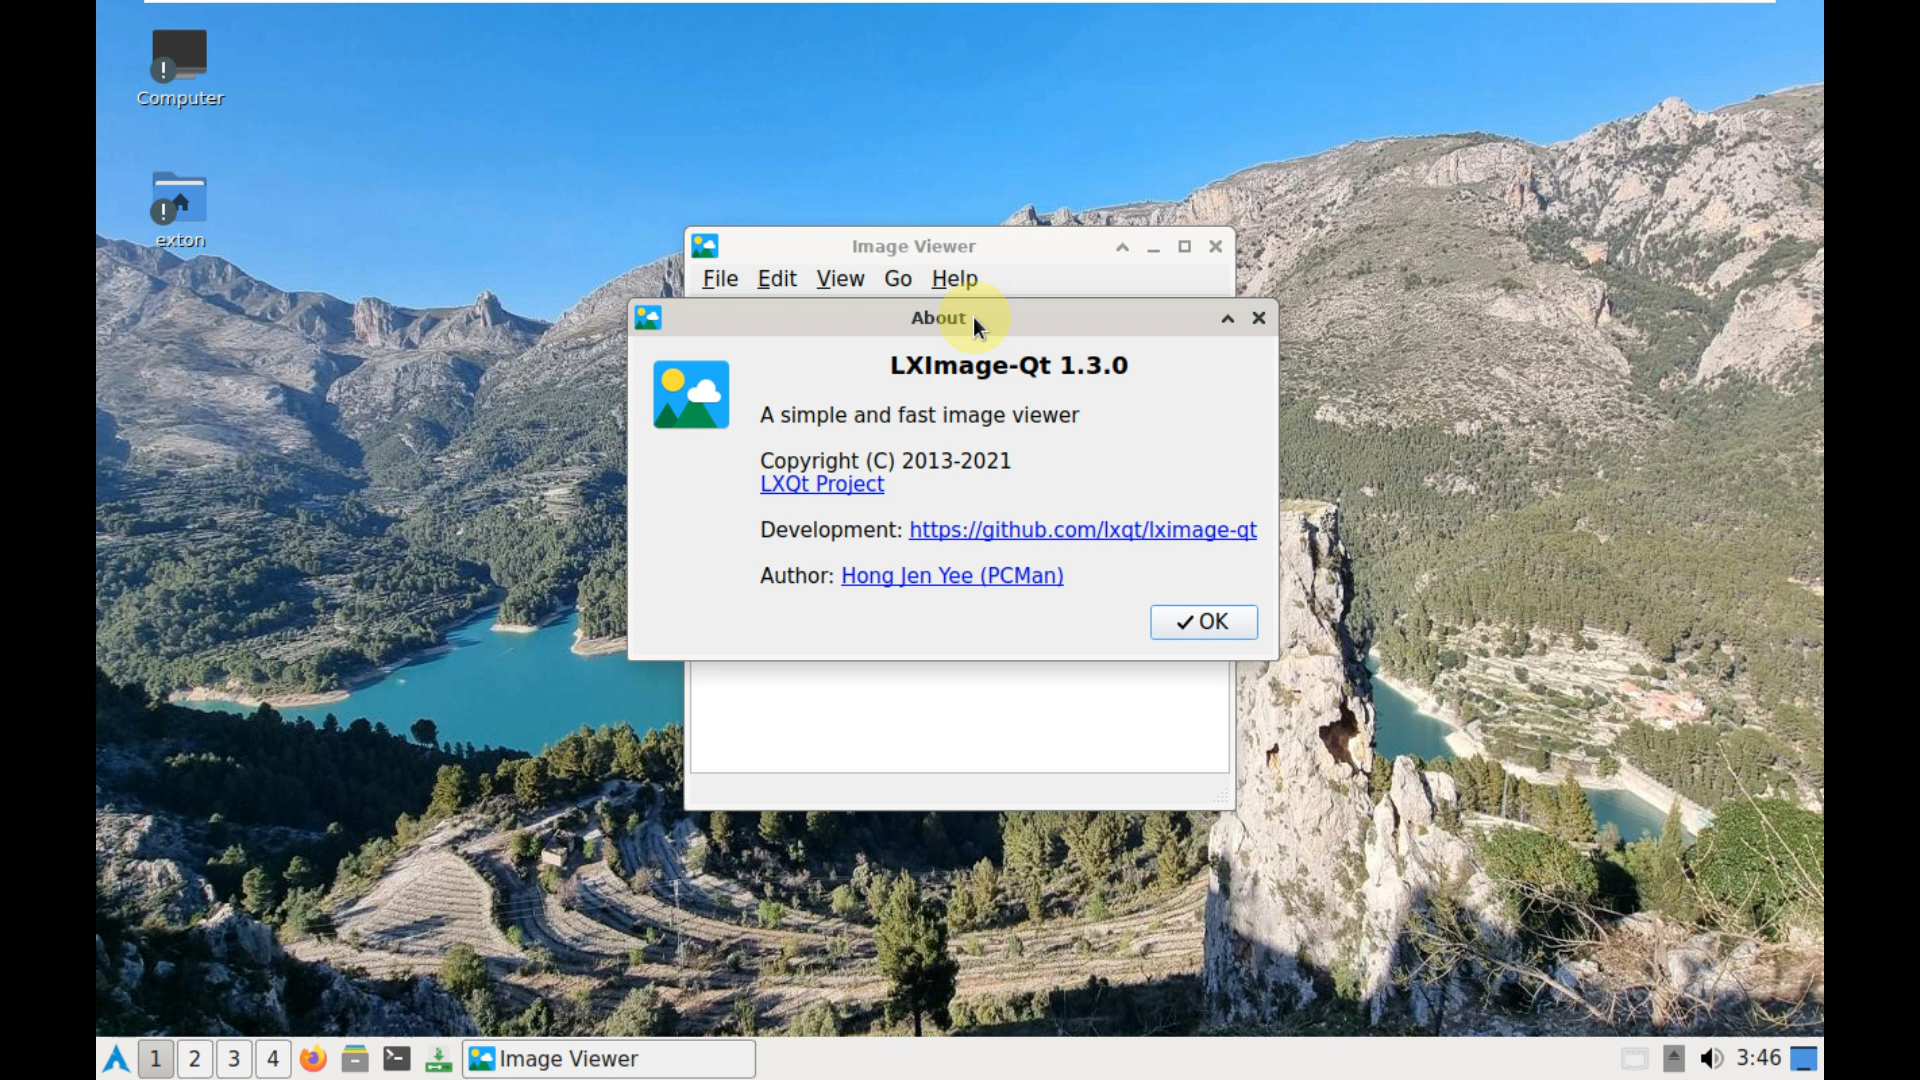 Computer
exton
Image Viewer
File Edit View Go Help
About
LXImage-Qt 1.3.0
A simple and fast image viewer
Copyright (C) 2013-2021
LXQt Project
Development: https://github.com/lxqt/lximage-qt
Author: Hong Jen Yee (PCMan)
OK
1 2 3 4 Image Viewer 3:46